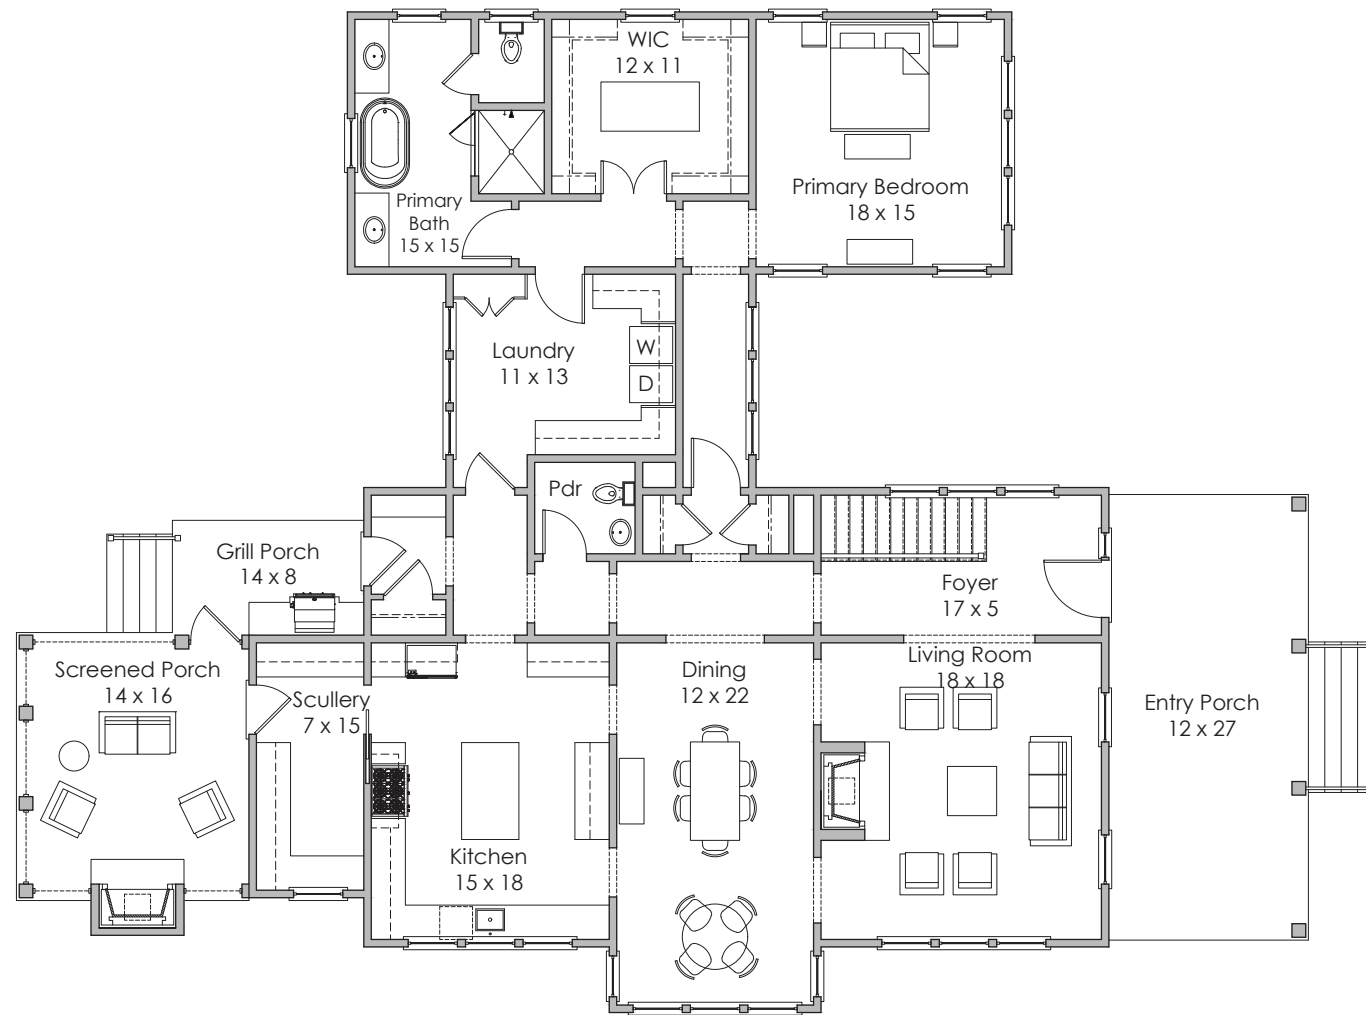 WIC
12 x 11
Primary Bedroom
18 x 15
Primary
Bath
15 x 15
Laundry
11 x 13
W
D
Pdr
Grill Porch
14 x 8
Foyer
17 x 5
Screened Porch
14 x 16
Scullery
7 x 15
Dining
12 x 22
Living Room
18 x 18
Entry Porch
12 x 27
Kitchen
15 x 18